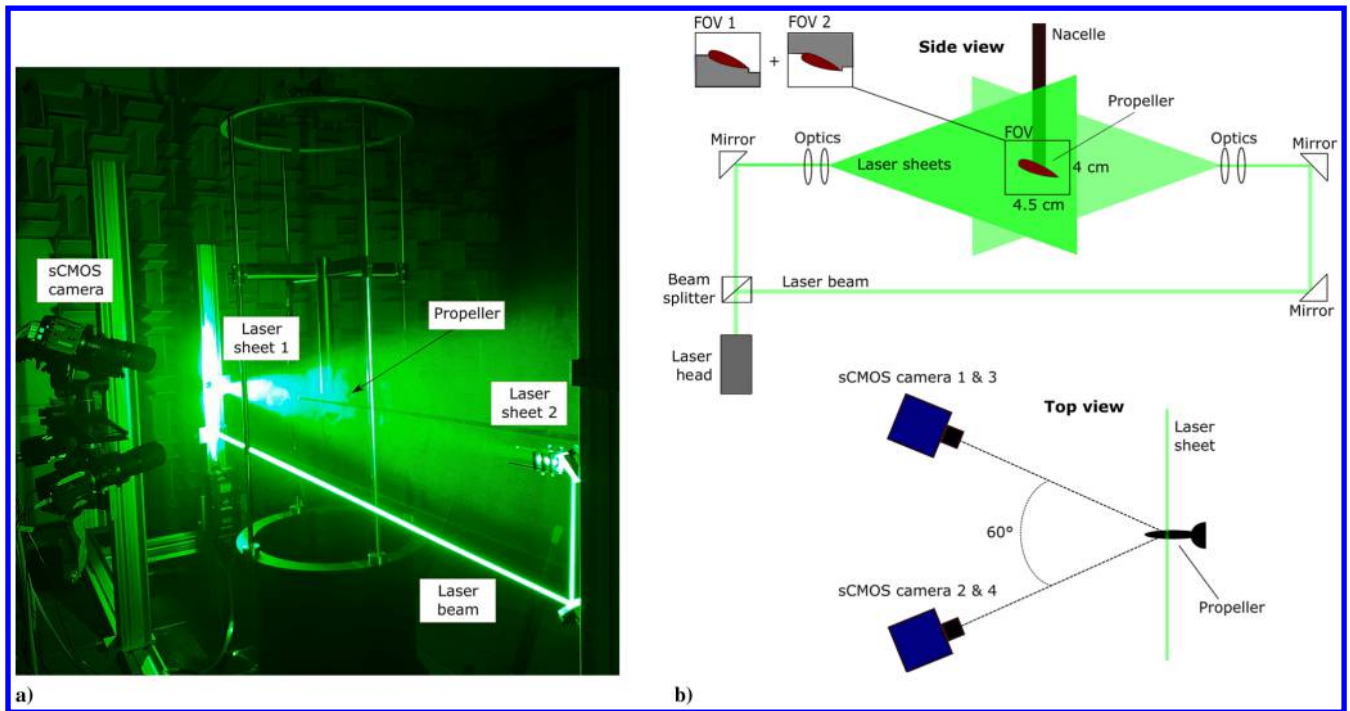 sCMOS
camera
Laser
sheet 1
Propeller
Laser
sheet 2
Laser
beam
a)
FOV 1
FOV 2
+
Side view
Nacelle
Propeller
Mirror
Optics
Laser sheets
FOV
4 cm
4.5 cm
Optics
Mirror
Beam
splitter
Laser beam
Mirror
Laser
head
sCMOS camera 1 & 3
Top view
Laser
sheet
60°
sCMOS camera 2 & 4
Propeller
b)